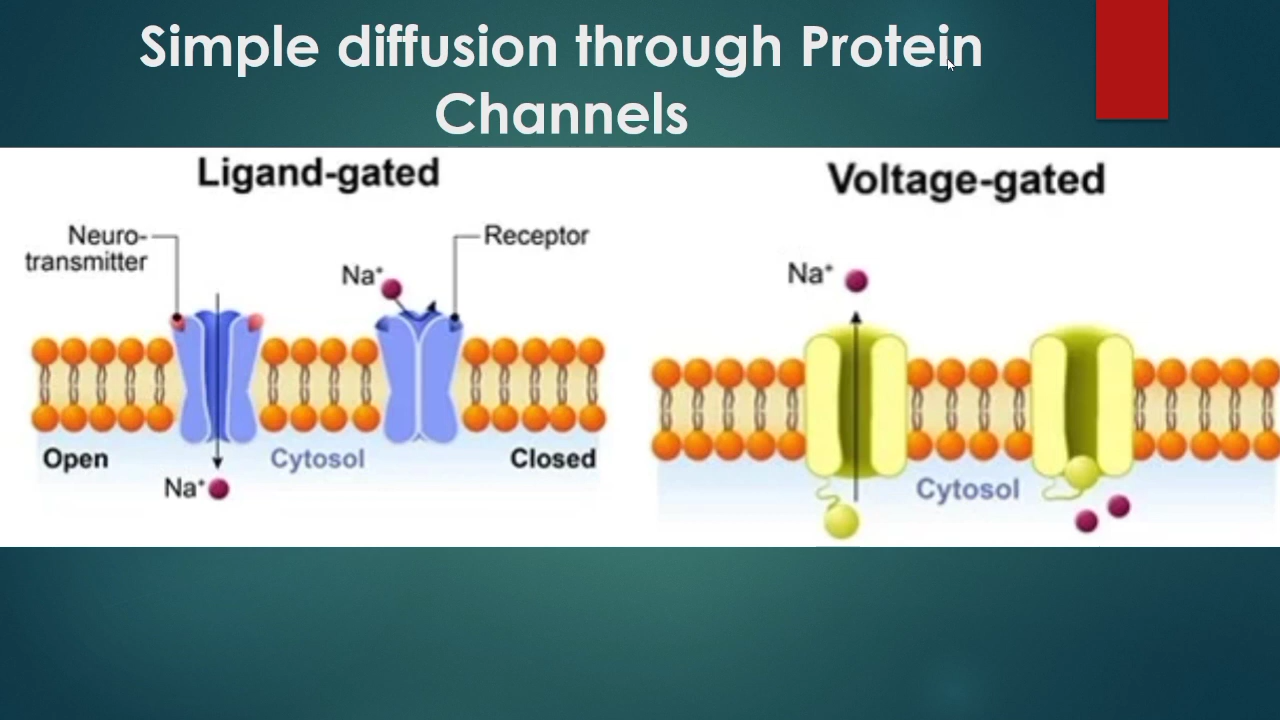 Simple diffusion through Protein
Channels
Ligand-gated
Neuro-
transmitter
Receptor
Na⁺
Open
Cytosol
Closed
Na⁺
Voltage-gated
Na⁺
Cytosol